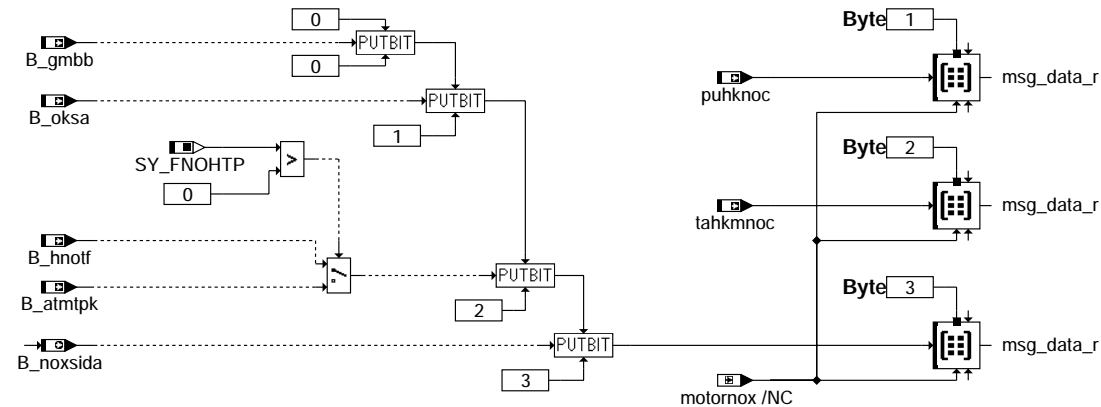 0
PUTBIT
B_gmbb
0
PUTBIT
B_oksa
1
SY_FNOHTP
>
0
B_hnotf
B_atmtpk
PUTBIT
2
B_noxsida
PUTBIT
3
Byte 1
puhknoc
msg_data_r
Byte 2
tahkmnoc
msg_data_r
Byte 3
msg_data_r
motornox /NC